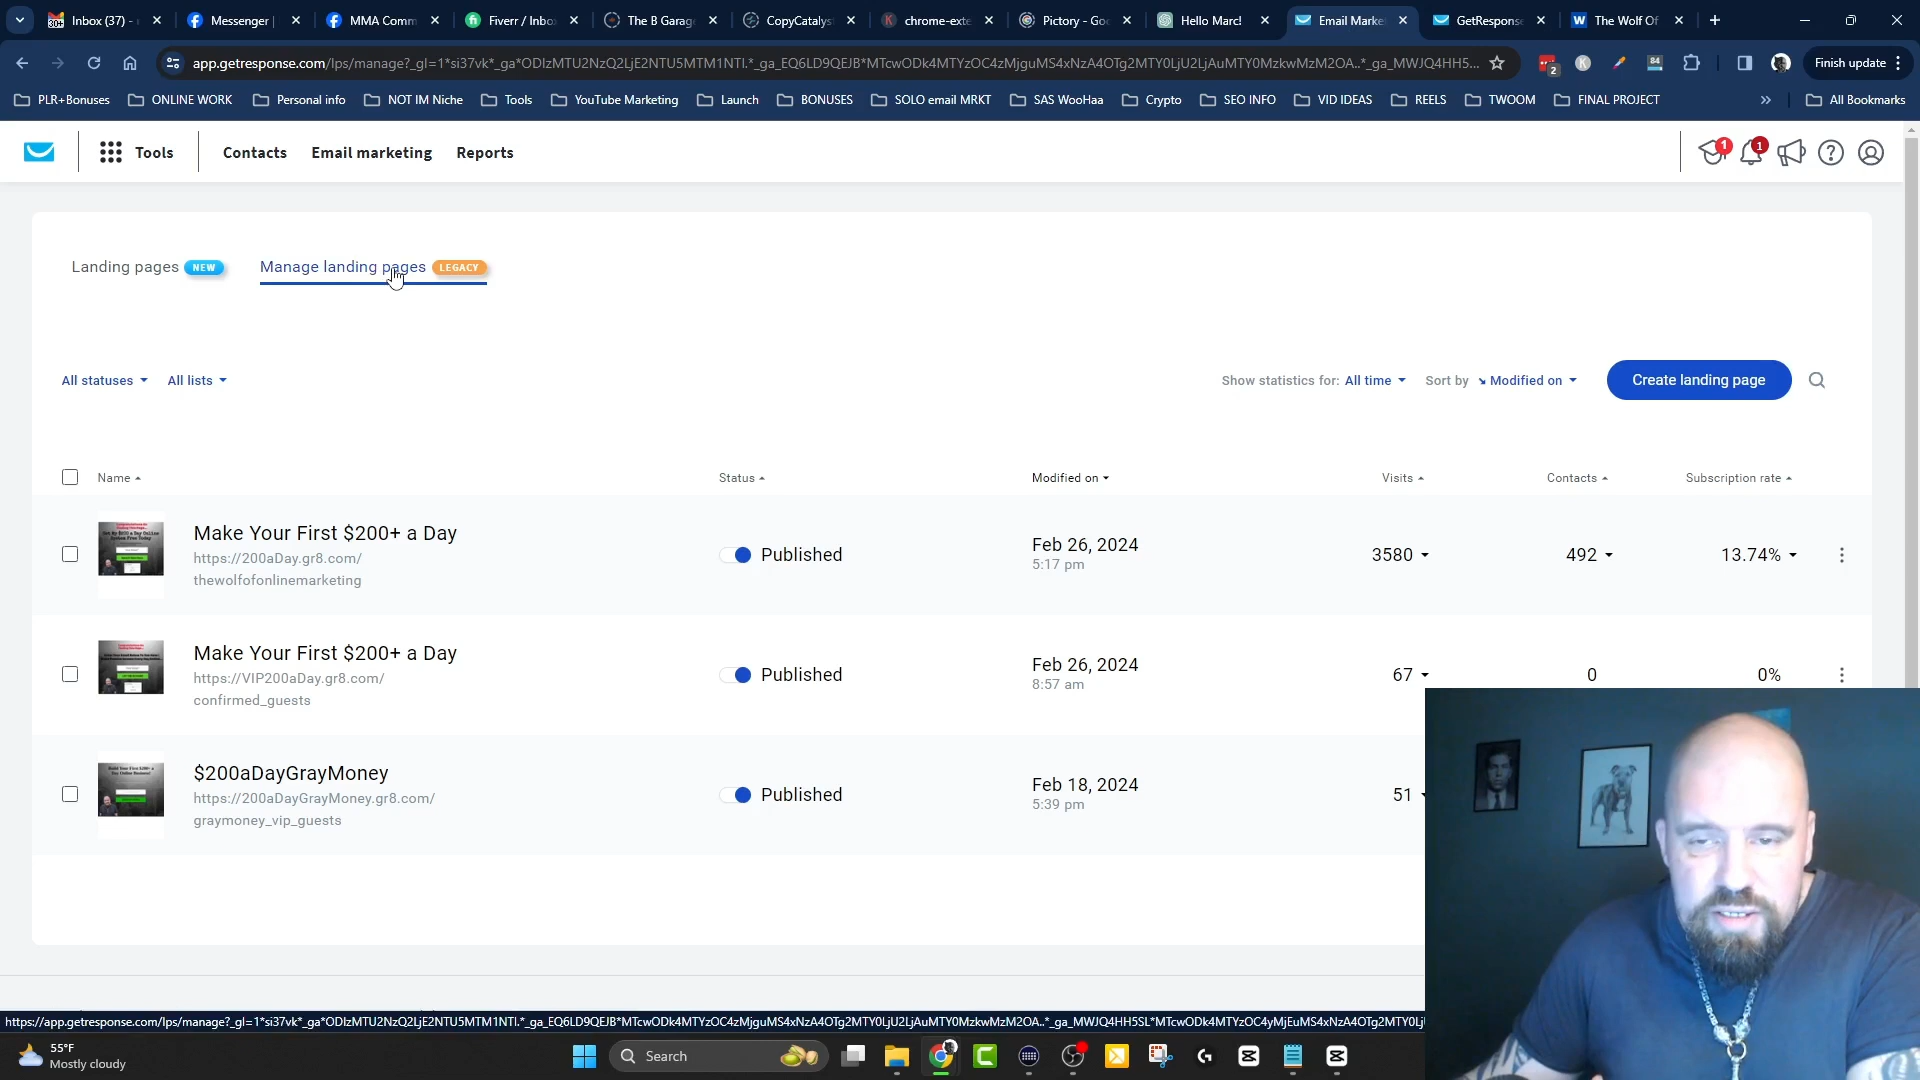 Inbox (37) -
Messenger |
MMA Comm
Fiverr / Inbo
The B Garag
CopyCatalys
chrome-exte
Pictory - Go
Hello Marc!
Email Marke
GetRespons
W The Wolf Of
app.getresponse.com/lps/manage?_gl=1*si37vk*_ga*ODIzMTU2NzQ2LjE2NTU5MTM1NTI.*_ga_EQ6LD9QEJB*MTcwODk4MTYzOC4zMjguMS4xNzA4OTg2MTY0LjU2LjAuMTY0MzkwMzM2OA..*_ga_MWJQ4HH5...
2
84
Finish update
PLR+Bonuses
ONLINE WORK
Personal info
NOT IM Niche
Tools
YouTube Marketing
Launch
BONUSES
SOLO email MRKT
SAS WooHaa
Crypto
SEO INFO
VID IDEAS
REELS
TWOOM
FINAL PROJECT
»
All Bookmarks
Tools
Contacts
Email marketing
Reports
1
1
Landing pages NEW
Manage landing pages LEGACY
All statuses
All lists
Show statistics for: All time
Sort by Modified on
Create landing page
Name
Status
Modified on
Visits
Contacts
Subscription rate
Make Your First $200+ a Day
https://200aDay.gr8.com/
thewolfofonlinemarketing
Published
Feb 26, 2024
5:17 pm
3580
492
13.74%
Make Your First $200+ a Day
https://VIP200aDay.gr8.com/
confirmed_guests
Published
Feb 26, 2024
8:57 am
67
0
0%
$200aDayGrayMoney
https://200aDayGrayMoney.gr8.com/
graymoney_vip_guests
Published
Feb 18, 2024
5:39 pm
51
https://app.getresponse.com/lps/manage?_gl=1*si37vk*_ga*ODIzMTU2NzQ2LjE2NTU5MTM1NTI.*_ga_EQ6LD9QEJB*MTcwODk4MTYzOC4zMjguMS4xNzA4OTg2MTY0LjU2LjAuMTY0MzkwMzM2OA..*_ga_MWJQ4HH5SL*MTcwODk4MTYzOC4yMjEuMS4xNzA4OTg2MTY0Lj
55°F
Mostly cloudy
Search